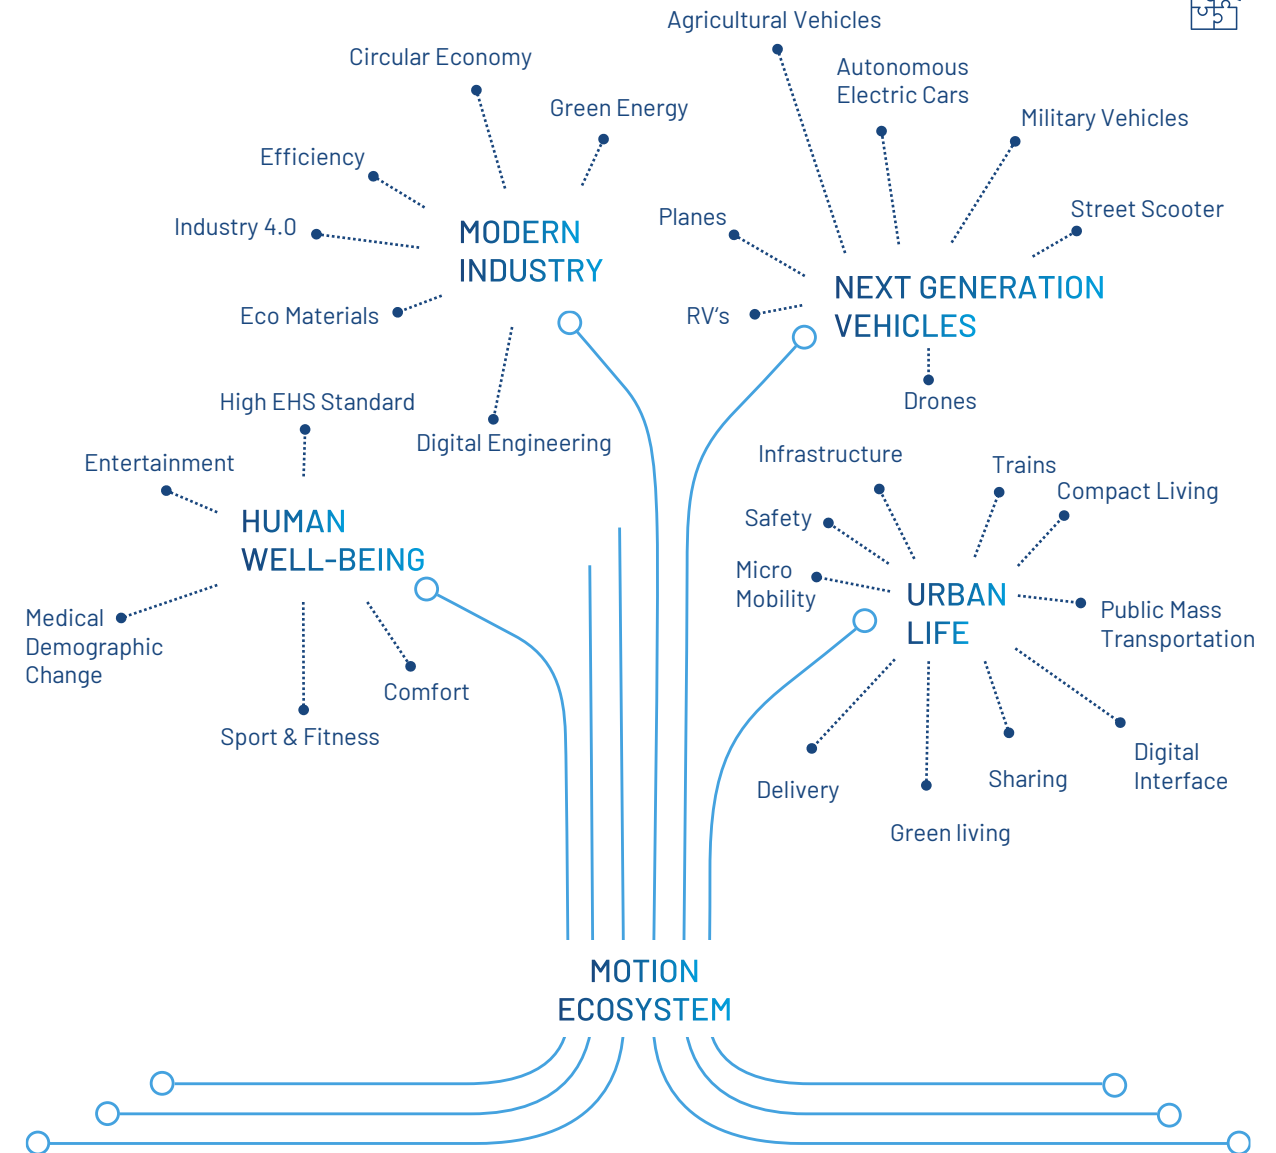 Agricultural Vehicles
Circular Economy
Autonomous
Electric Cars
Green Energy
Military Vehicles
Efficiency
Industry 4.0
Planes
Street Scooter
MODERN
INDUSTRY
NEXT GENERATION
VEHICLES
Eco Materials
RV's
Drones
High EHS Standard
Digital Engineering
Entertainment
Infrastructure
Trains
Compact Living
Safety
HUMAN
WELL-BEING
Micro
Mobility
URBAN
LIFE
Public Mass
Transportation
Medical
Demographic
Change
Comfort
Sport & Fitness
Delivery
Sharing
Digital
Interface
Green living
MOTION
ECOSYSTEM